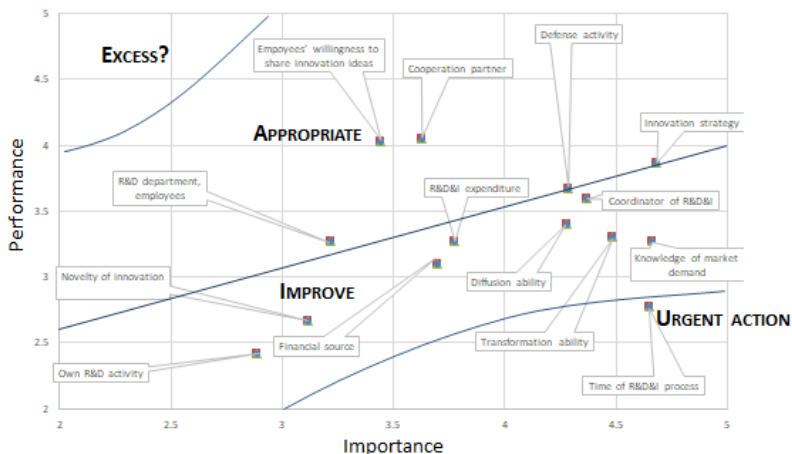 5
EXCESS?
Empoyees' willingness to
share innovation ideas
Cooperation partner
Defense activity
4.5
APPROPRIATE
Innovation strategy
4
Performance
R&D department,
employees
R&D&I expenditure
Coordinator of R&D&I
3.5
Novelty of innovation
IMPROVE
Diffusion ability
Knowledge of market
demand
3
Financial source
Transformation ability
URGENT ACTION
2.5
Own R&D activity
Time of R&D&I process
2
2
2.5
3
3.5
4
4.5
5
Importance